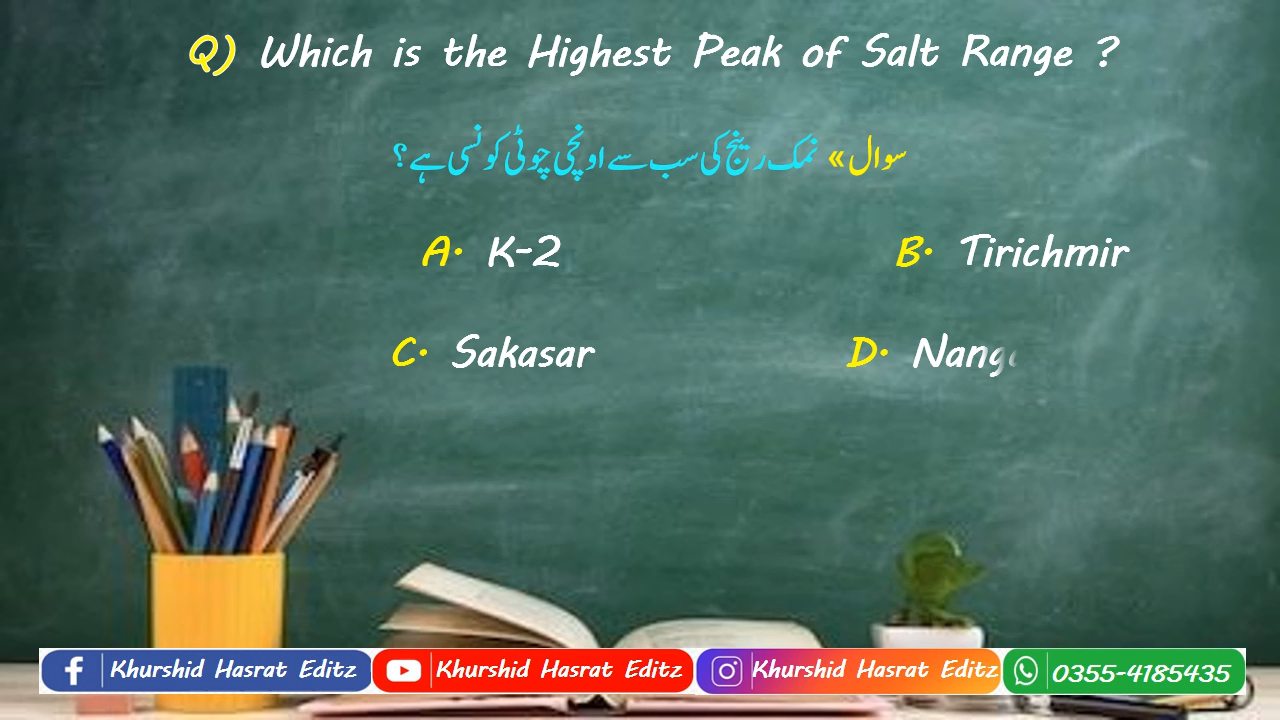 Q) Which is the Highest Peak of Salt Range ?
سوال» نمک رینج کی سب سے اونچی چوٹی کونسی ہے؟
A. K-2
B. Tirichmir
C. Sakasar
D.
Khurshid Hasrat Editz
Khurshid Hasrat Editz
Khurshid Hasrat Editz
0355-4185435